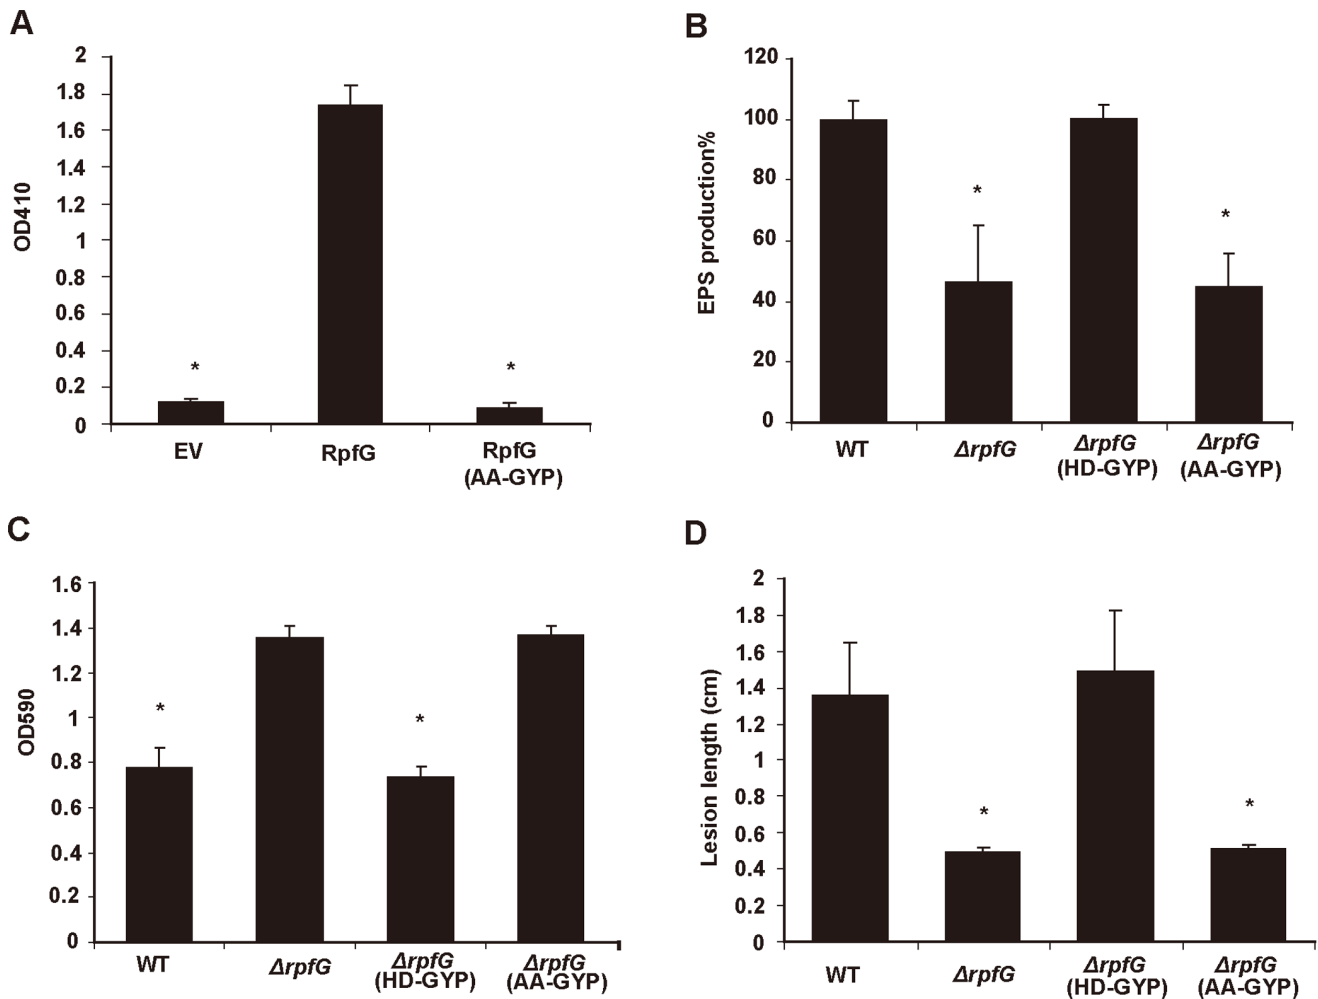 A
2
1.8
1.6
1.4
1.2
1
0.8
0.6
0.4
0.2
0
OD410
*
*
EV
RpfG
RpfG
(AA-GYP)
B
120
100
80
60
40
20
0
EPS production%
*
*
WT
ΔrpfG
ΔrpfG
(HD-GYP)
ΔrpfG
(AA-GYP)
C
1.6
1.4
1.2
1
0.8
0.6
0.4
0.2
0
OD590
*
*
WT
ΔrpfG
ΔrpfG
(HD-GYP)
ΔrpfG
(AA-GYP)
D
2
1.8
1.6
1.4
1.2
1
0.8
0.6
0.4
0.2
0
Lesion length (cm)
*
*
WT
ΔrpfG
ΔrpfG
(HD-GYP)
ΔrpfG
(AA-GYP)